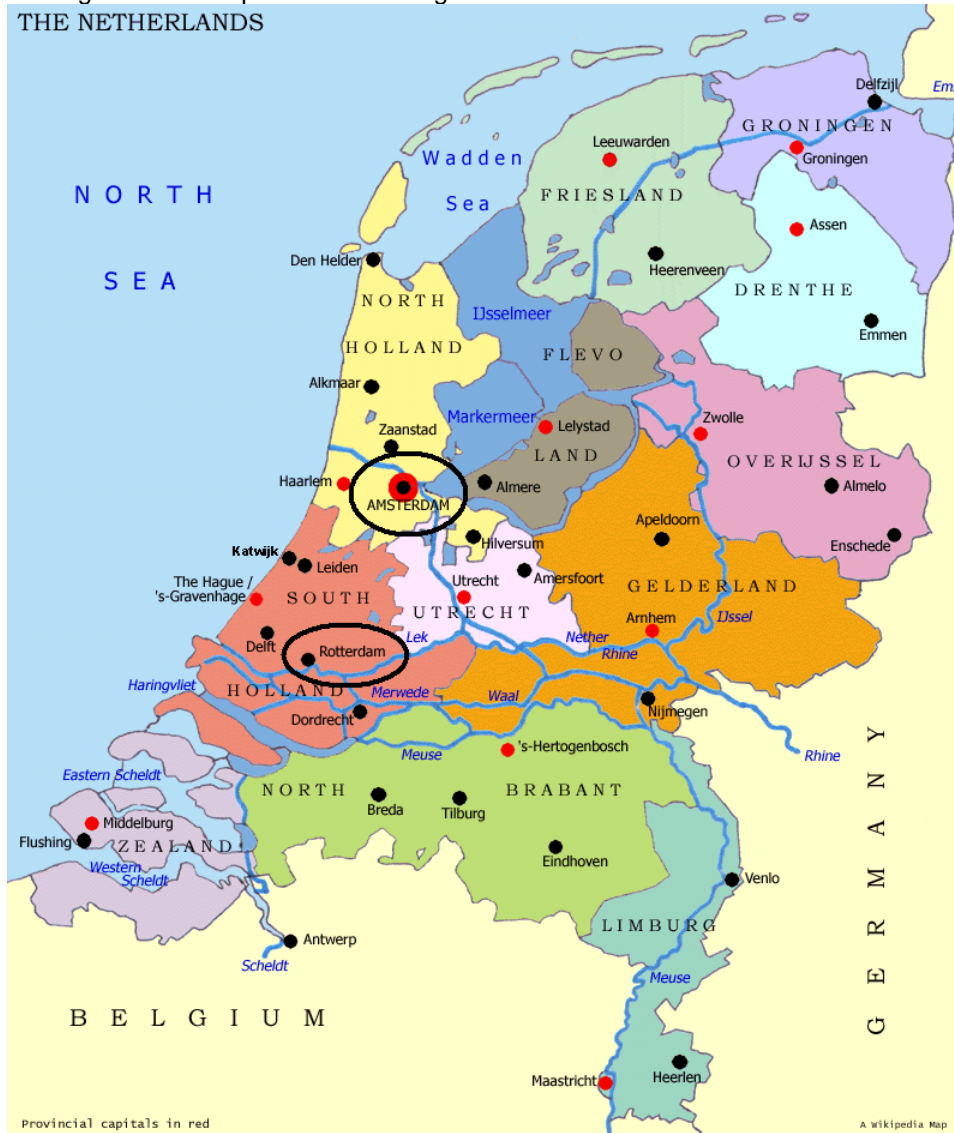 THE NETHERLANDS
Delfzijl
GRONINGEN
Leeuwarden
Groningen
Wadden
Sea
NORTH
SEA
FRIESLAND
Assen
Den Helder
Heerenveen
DRENTHE
NORTH
HOLLAND
IJsselmeer
FLEVO
Emmen
Alkmaar
Markermeer
Zwolle
Zaanstad
Lelystad
LAND
OVERIJSSEL
Haarlem
Almere
Almelo
AMSTERDAM
Apeldoorn
Hilversum
Enschede
Katwijk
Leiden
Amersfoort
The Hague /
's-Gravenhage
SOUTH
Utrecht
UTRECHT
GELDERLAND
Arnhem
IJssel
Delft
Rotterdam
Lek
Nether
Rhine
Haringvliet
HOLLAND
Merwede
Waal
Dordrecht
Nijmegen
Meuse
's-Hertogenbosch
Rhine
Eastern Scheldt
NORTH
BRABANT
Breda
Tilburg
Middelburg
Flushing
ZEALAND
Eindhoven
Western
Scheldt
Venlo
LIMBURG
Antwerp
Scheldt
Meuse
GERMANY
BELGIUM
Maastricht
Heerlen
Provincial capitals in red
A Wikipedia Map